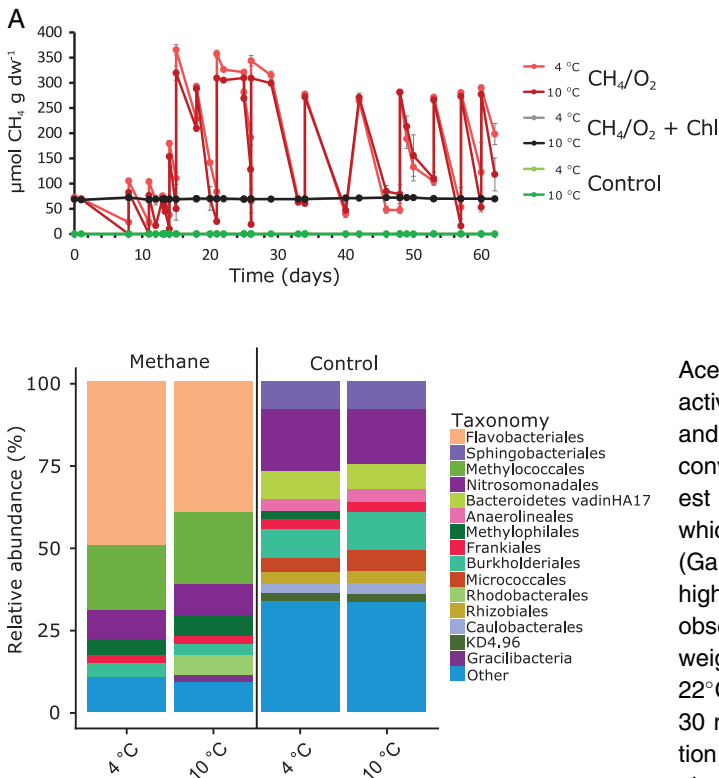 A
400
350
300
250
200
150
100
50
0
µmol CH₄ g dw⁻¹
0 10 20 30 40 50 60
Time (days)
4 °C
10 °C
CH₄/O₂
4 °C
10 °C
CH₄/O₂ + Chl
4 °C
10 °C
Control
Methane Control
100
75
50
25
0
Relative abundance (%)
4 °C 10 °C 4 °C 10 °C
Taxonomy
Flavobacteriales
Sphingobacteriales
Methylococcales
Nitrosomonadales
Bacteroidetes vadinHA17
Anaerolineales
Methylophilales
Frankiales
Burkholderiales
Micrococcales
Rhodobacterales
Rhizobiales
Caulobacterales
KD4.96
Gracilibacteria
Other
Ace
activ
and
conv
est
whic
(Ga
high
obse
weig
22°C
30 r
tion